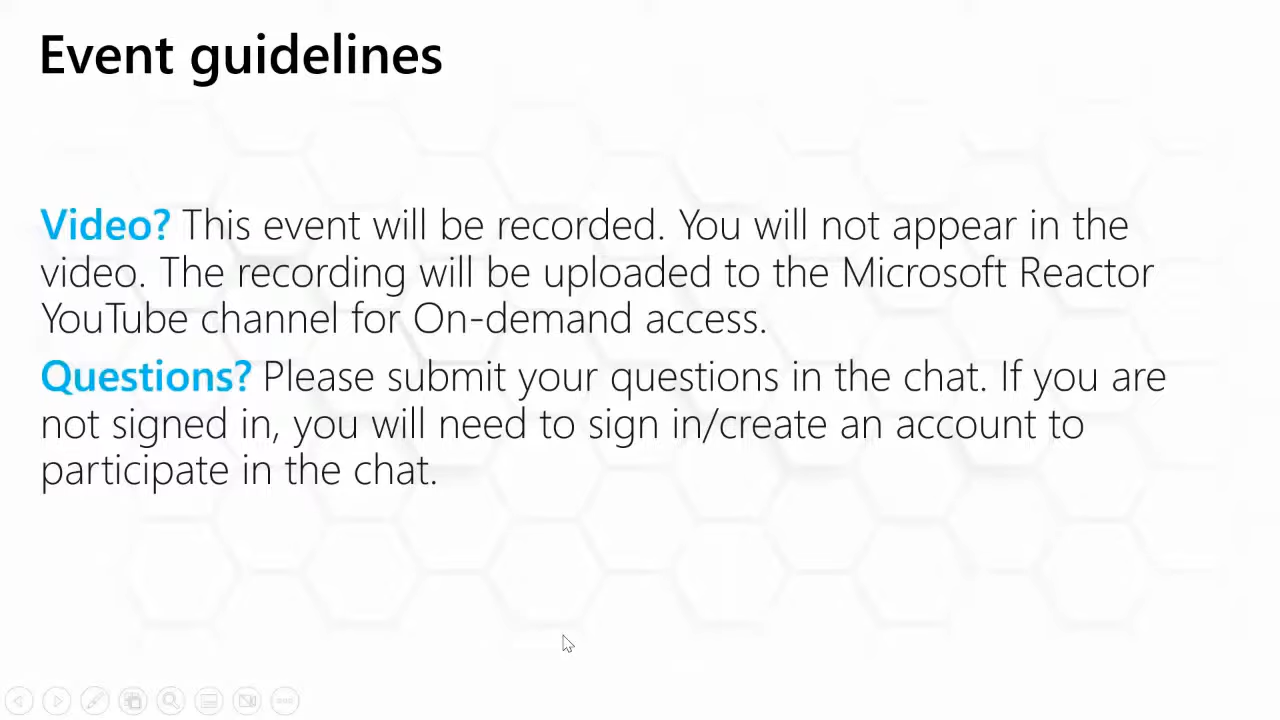 Event guidelines
Video? This event will be recorded. You will not appear in the
video. The recording will be uploaded to the Microsoft Reactor
YouTube channel for On-demand access.
Questions? Please submit your questions in the chat. If you are
not signed in, you will need to sign in/create an account to
participate in the chat.